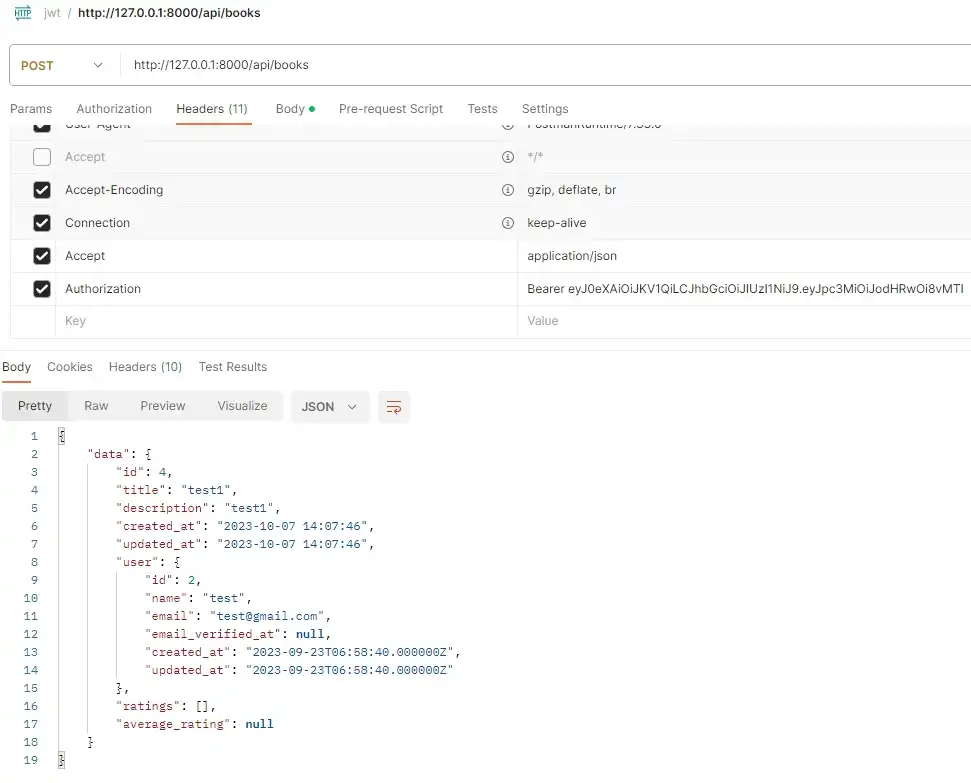 HTTP jwt / http://127.0.0.1:8000/api/books
POST http://127.0.0.1:8000/api/books
Params Authorization Headers (11) Body Pre-request Script Tests Settings
User-Agent PostmanRuntime/7.33.0
Accept */*
Accept-Encoding gzip, deflate, br
Connection keep-alive
Accept application/json
Authorization Bearer eyJ0eXAiOiJKV1QiLCJhbGciOiJIUzI1NiJ9.eyJpc3MiOiJodHRwOi8vMTI
Key Value
Body Cookies Headers (10) Test Results
Pretty Raw Preview Visualize JSON
1 {
2 "data": {
3 "id": 4,
4 "title": "test1",
5 "description": "test1",
6 "created_at": "2023-10-07 14:07:46",
7 "updated_at": "2023-10-07 14:07:46",
8 "user": {
9 "id": 2,
10 "name": "test",
11 "email": "test@gmail.com",
12 "email_verified_at": null,
13 "created_at": "2023-09-23T06:58:40.000000Z",
14 "updated_at": "2023-09-23T06:58:40.000000Z"
15 },
16 "ratings": [],
17 "average_rating": null
18 }
19 }